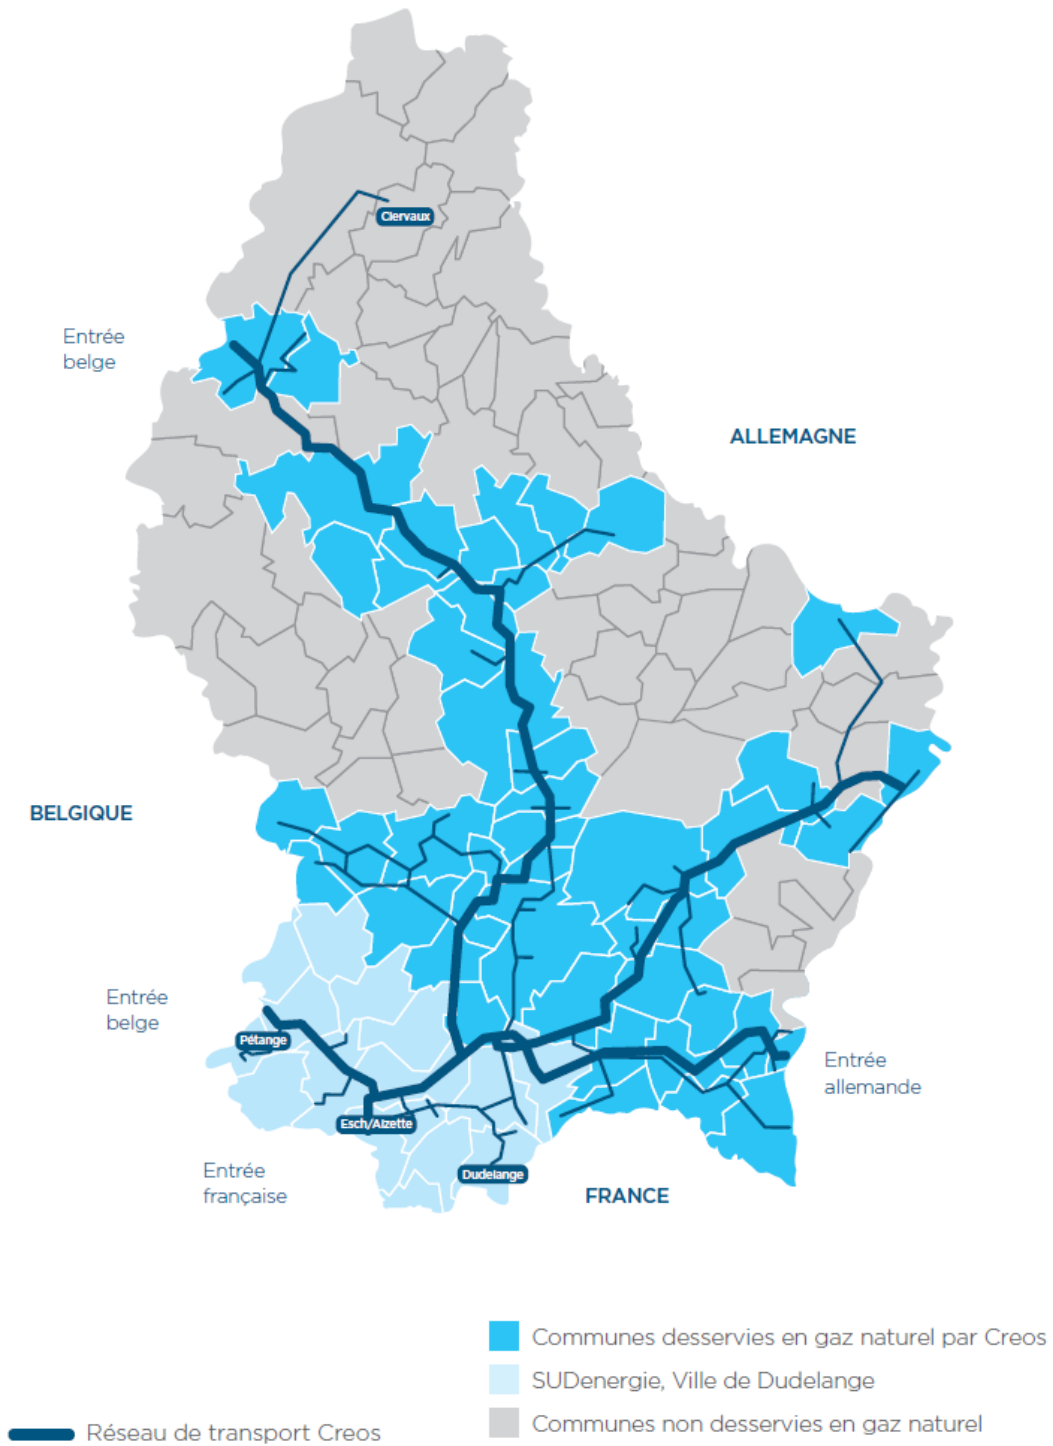 Clervaux
Entrée
belge
ALLEMAGNE
BELGIQUE
Entrée
belge
Pétange
Entrée
allemande
Esch/Alzette
Entrée
française
Dudelange
FRANCE
Communes desservies en gaz naturel par Creos
SUDenergie, Ville de Dudelange
Communes non desservies en gaz naturel
Réseau de transport Creos